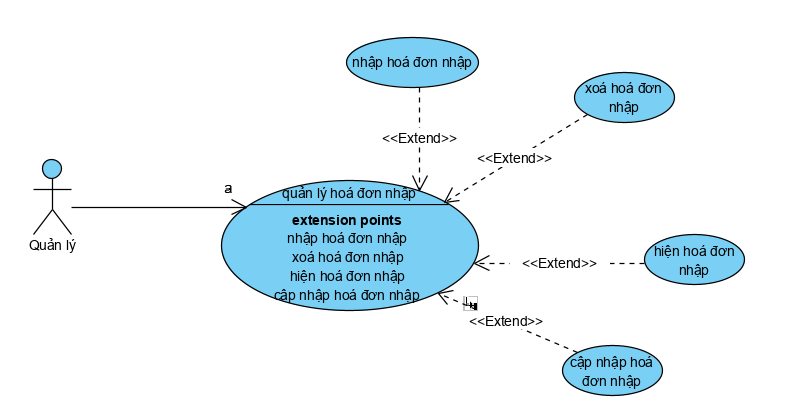 nhập hoá đơn nhập
xoá hoá đơn
nhập
<<Extend>>
<<Extend>>
a
quản lý hoá đơn nhập
extension points
nhập hoá đơn nhập
xoá hoá đơn nhập
hiện hoá đơn nhập
cập nhập hoá đơn nhập
Quản lý
hiện hoá đơn
nhập
<<Extend>>
<<Extend>>
cập nhập hoá
đơn nhập